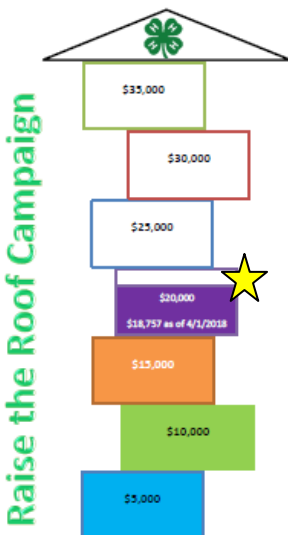 Raise the Roof Campaign
H H
H H
$35,000
$30,000
$25,000
$20,000
$18,757 as of 4/1/2018
$15,000
$10,000
$5,000